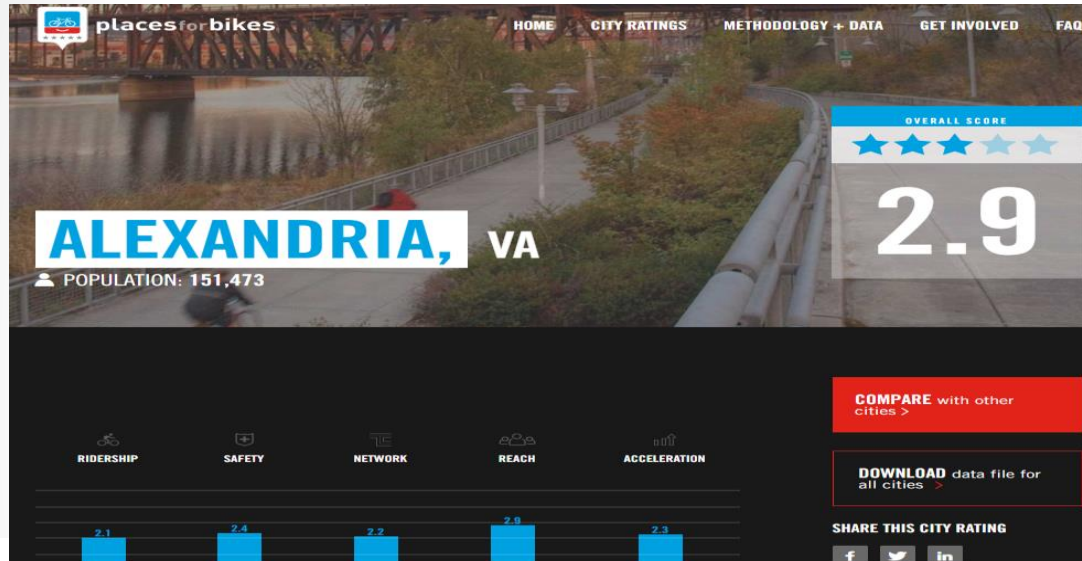 placesforbikes
HOME CITY RATINGS METHODOLOGY + DATA GET INVOLVED FAQ
OVERALL SCORE
2.9
ALEXANDRIA, VA
POPULATION: 151,473
COMPARE with other
cities >
RIDERSHIP SAFETY NETWORK REACH ACCELERATION
DOWNLOAD data file for
all cities >
2.1 2.4 2.2 2.9 2.3
SHARE THIS CITY RATING
f in